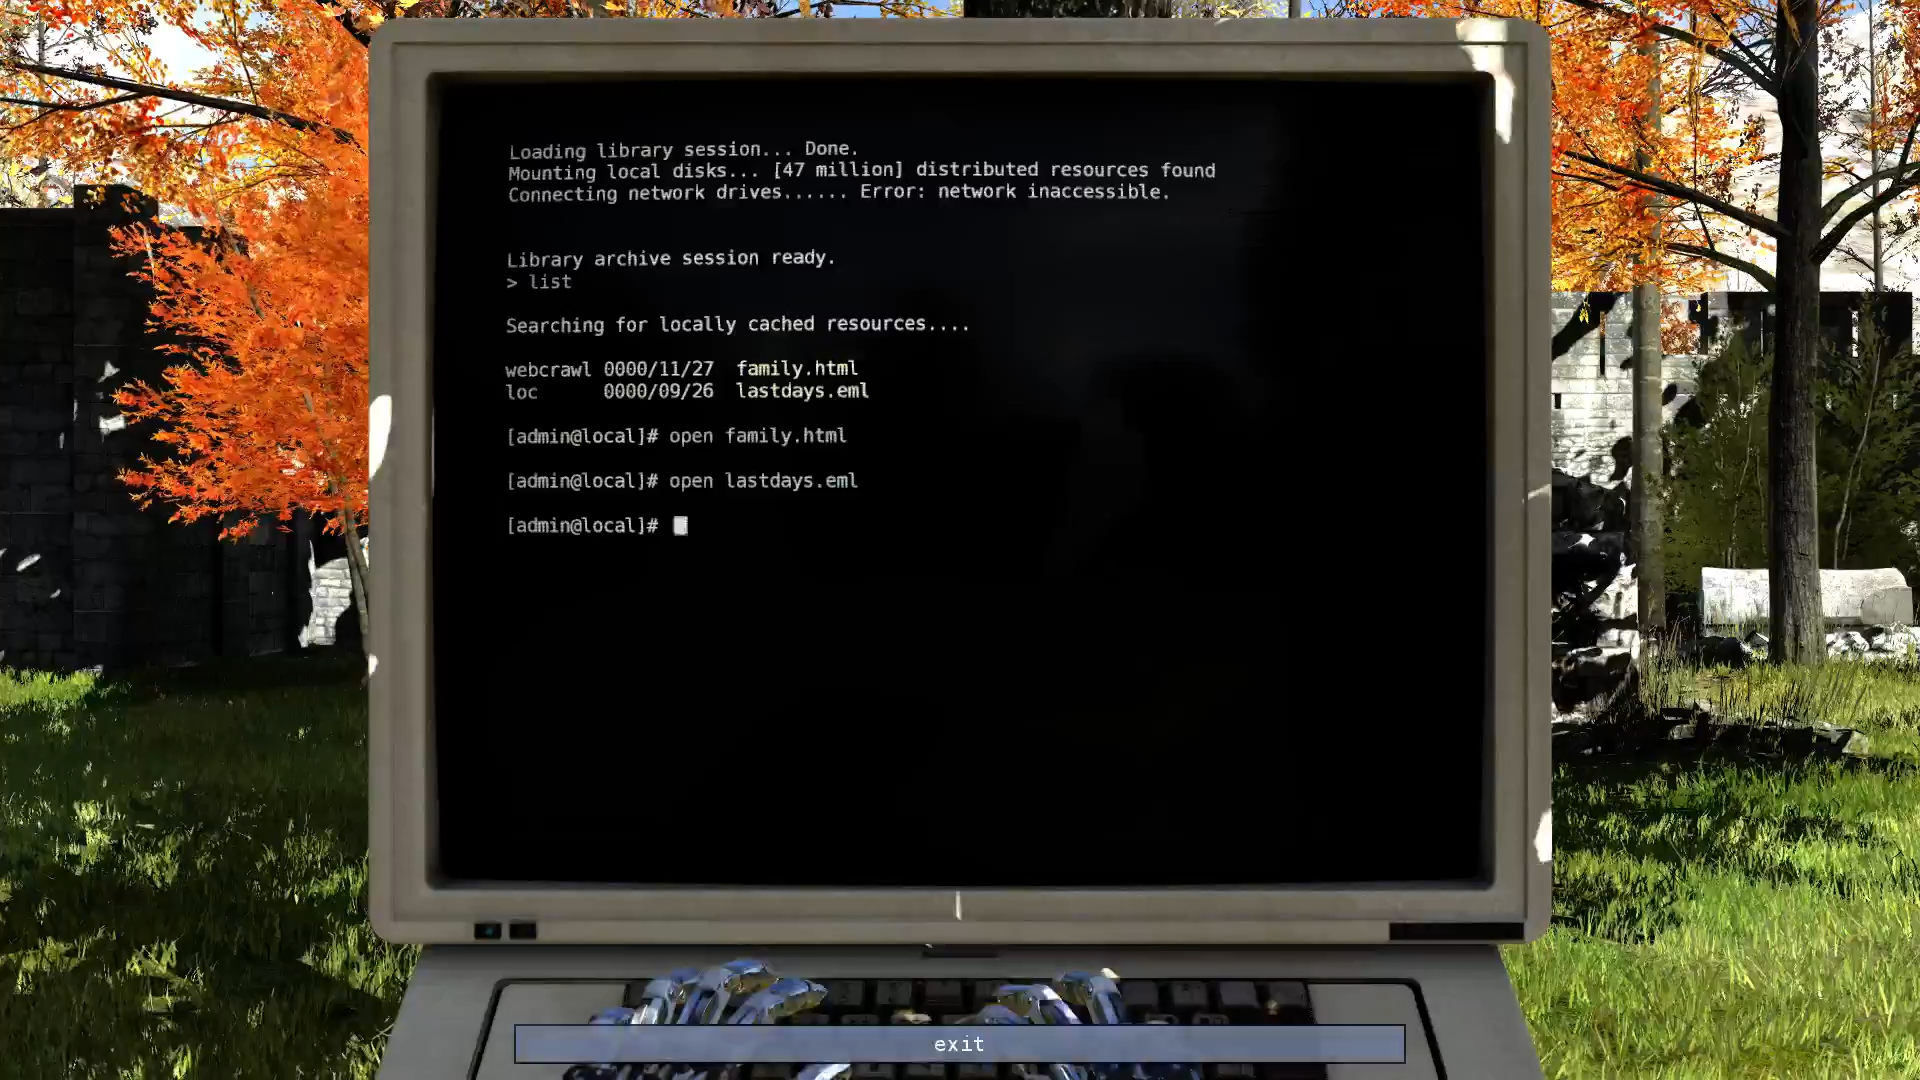 Loading library session... Done.
Mounting local disks... [47 million] distributed resources found
Connecting network drives...... Error: network inaccessible.
Library archive session ready.
> list
Searching for locally cached resources....
webcrawl 0000/11/27 family.html
loc 0000/09/26 lastdays.eml
[admin@local]# open family.html
[admin@local]# open lastdays.eml
[admin@local]#
exit